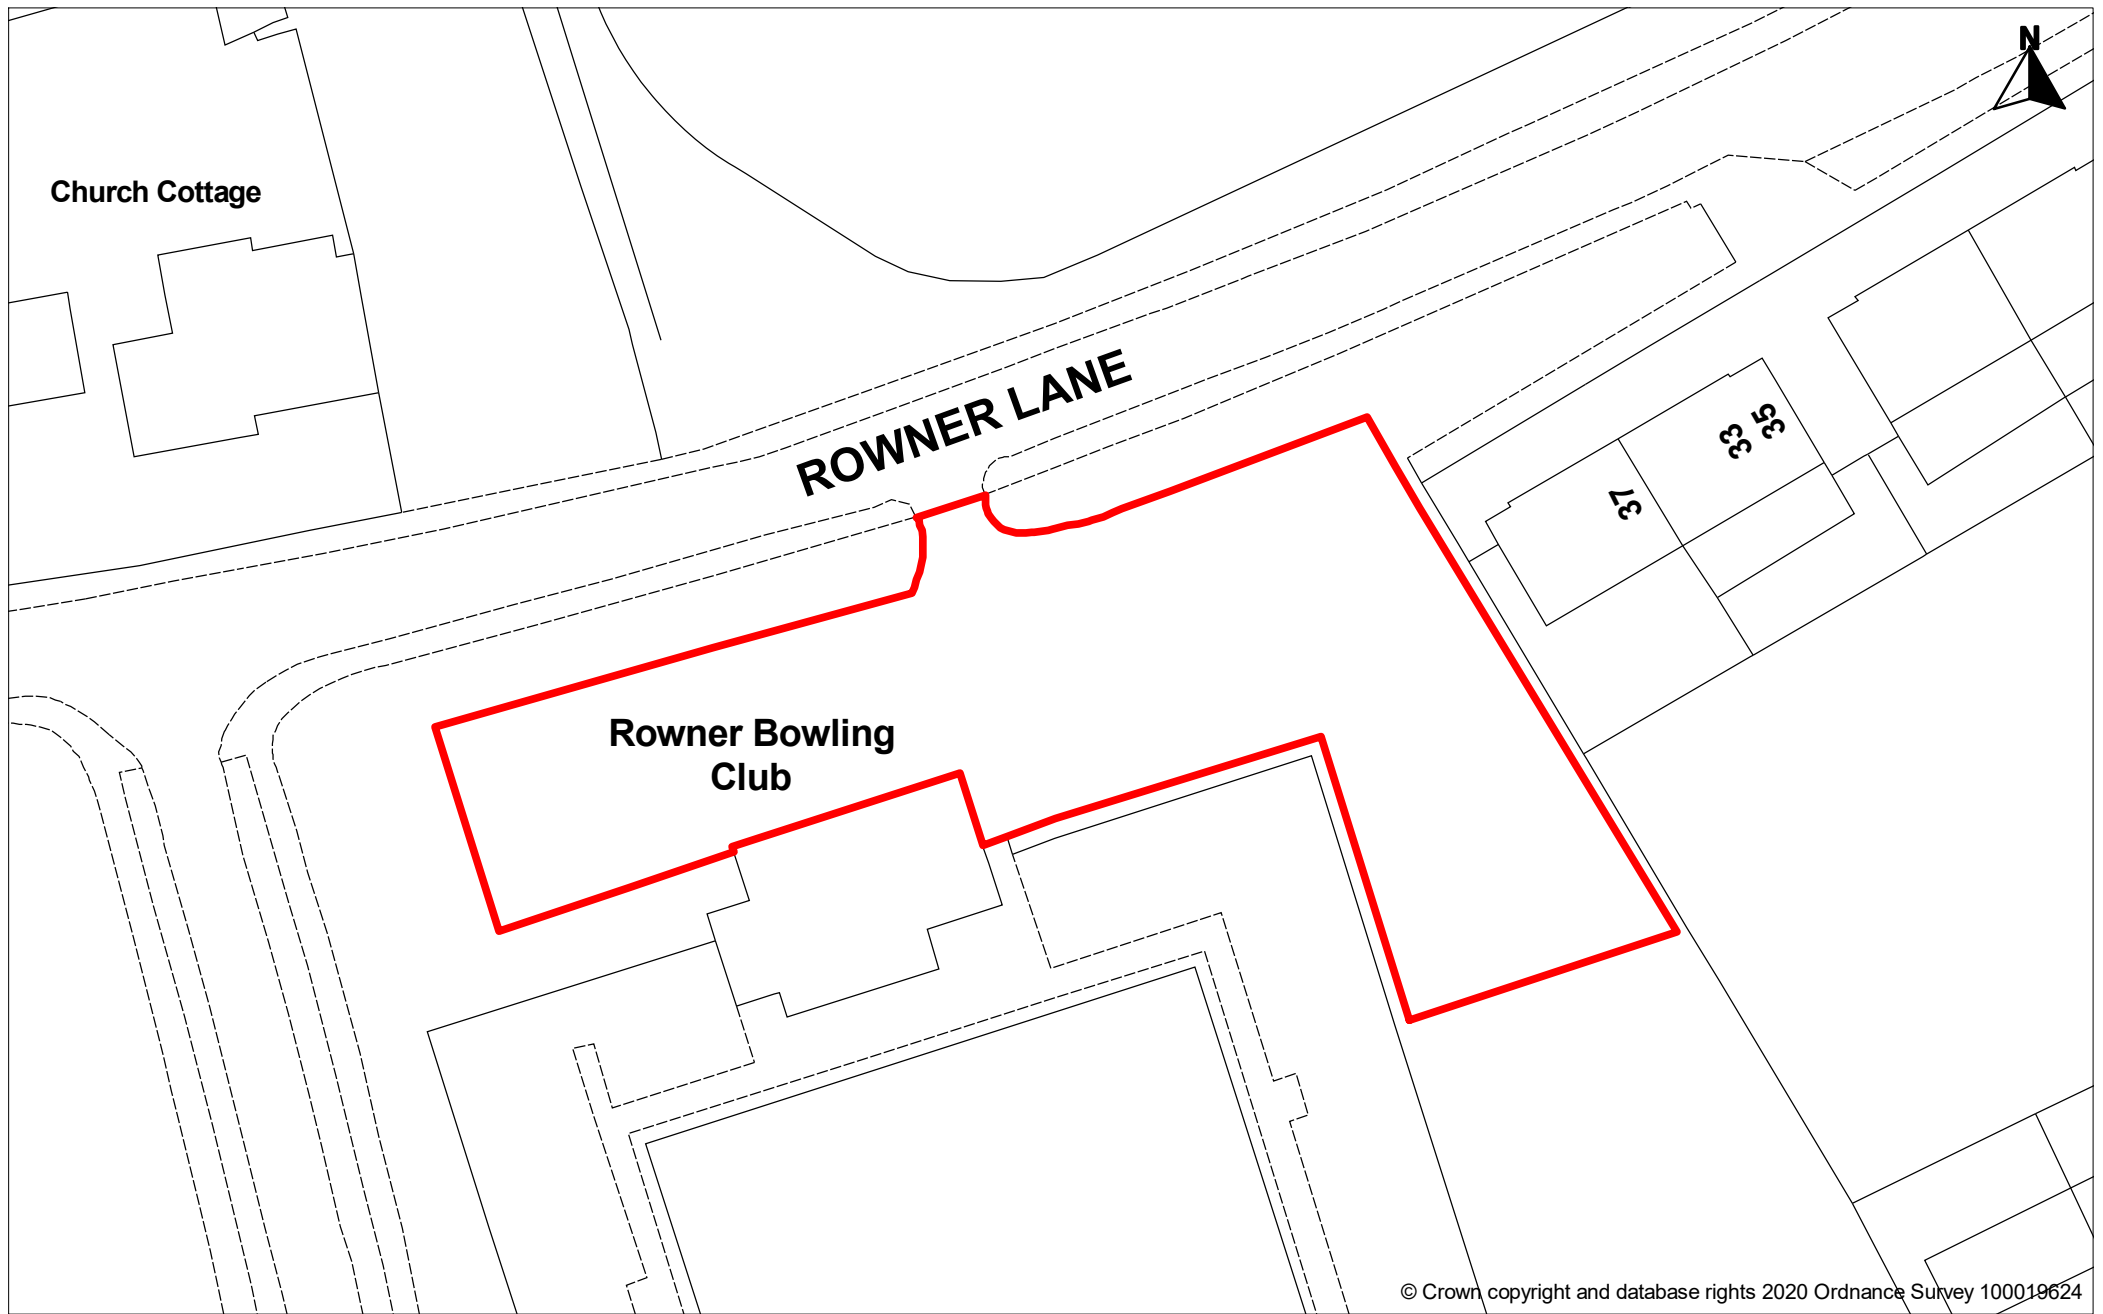 N
Church Cottage
ROWNER LANE
35
33
37
Rowner Bowling
Club
© Crown copyright and database rights 2020 Ordnance Survey 100019624